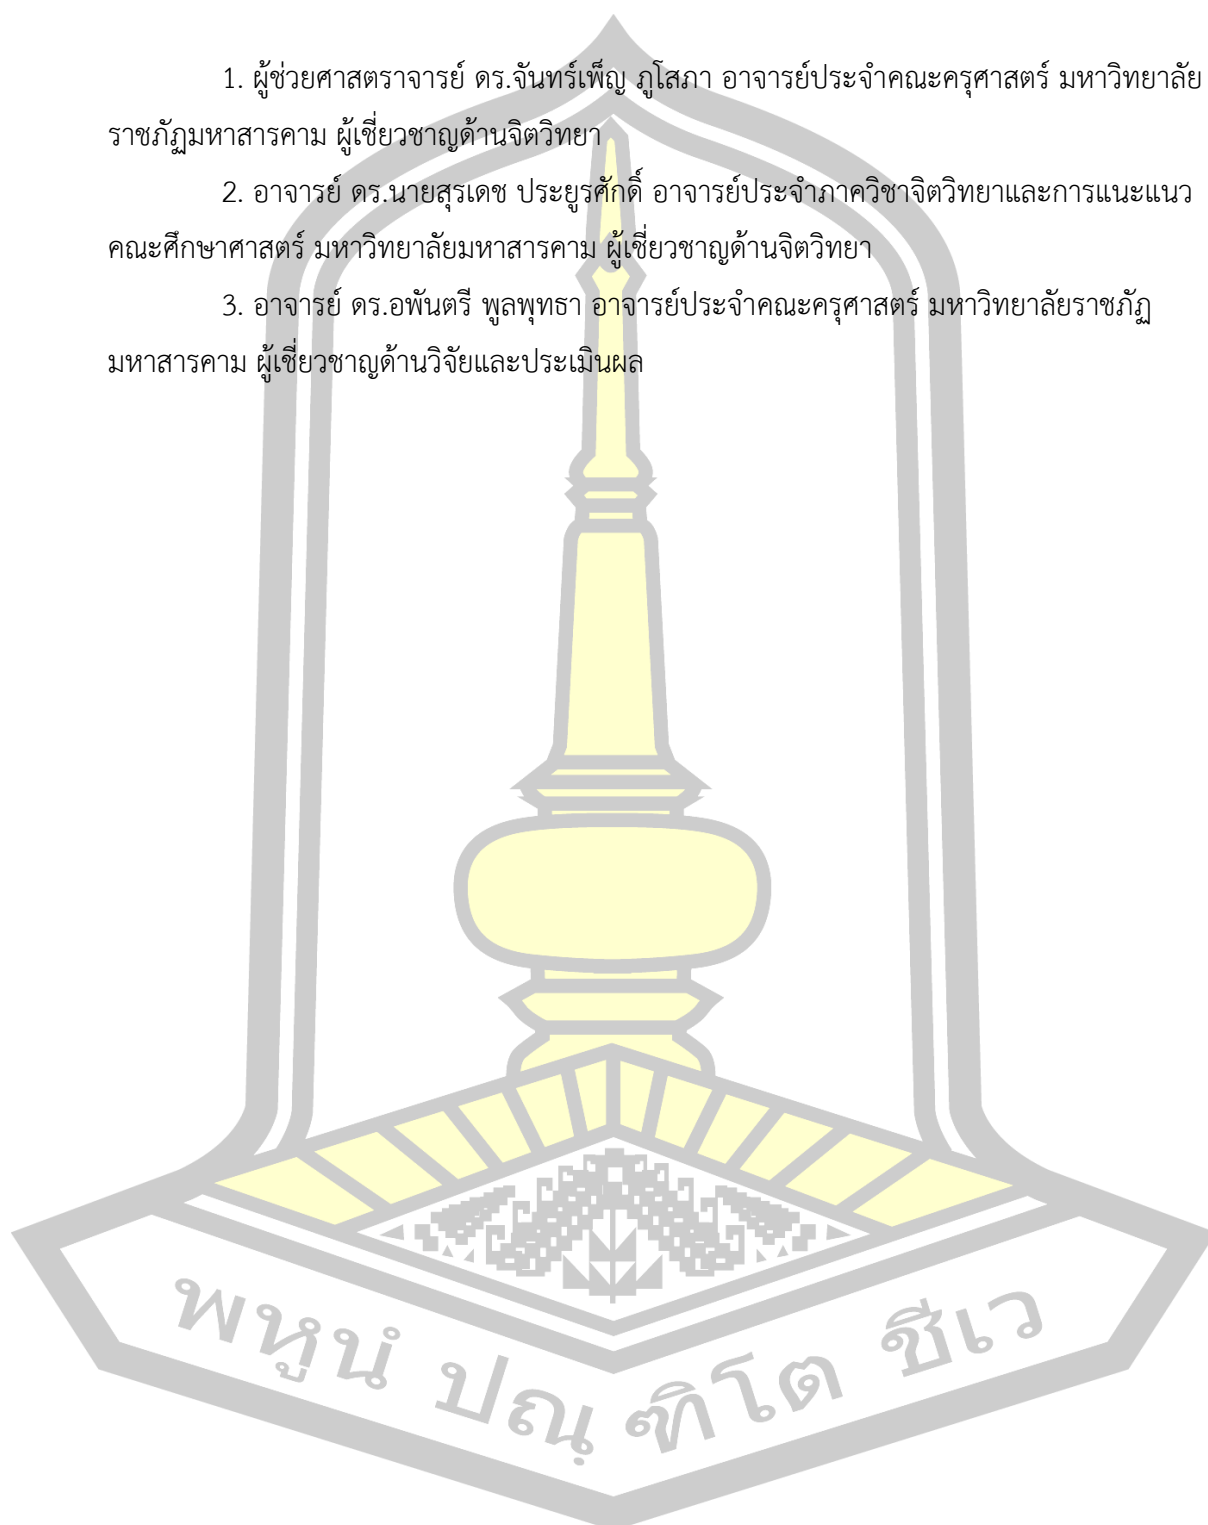 1. ผู้ช่วยศาสตราจารย์ ดร.จันทร์เพ็ญ ภูโสภา อาจารย์ประจำคณะครุศาสตร์ มหาวิทยาลัย
ราชภัฏมหาสารคาม ผู้เชี่ยวชาญด้านจิตวิทยา
2. อาจารย์ ดร.นายสุรเดช ประยูรศักดิ์ อาจารย์ประจำภาควิชาจิตวิทยาและการแนะแนว
คณะศึกษาศาสตร์ มหาวิทยาลัยมหาสารคาม ผู้เชี่ยวชาญด้านจิตวิทยา
3. อาจารย์ ดร.อพันตรี พูลพุทธา อาจารย์ประจำคณะครุศาสตร์ มหาวิทยาลัยราชภัฏ
มหาสารคาม ผู้เชี่ยวชาญด้านวิจัยและประเมินผล
พหูนํ ปณฺ ฑิโต ชีเว